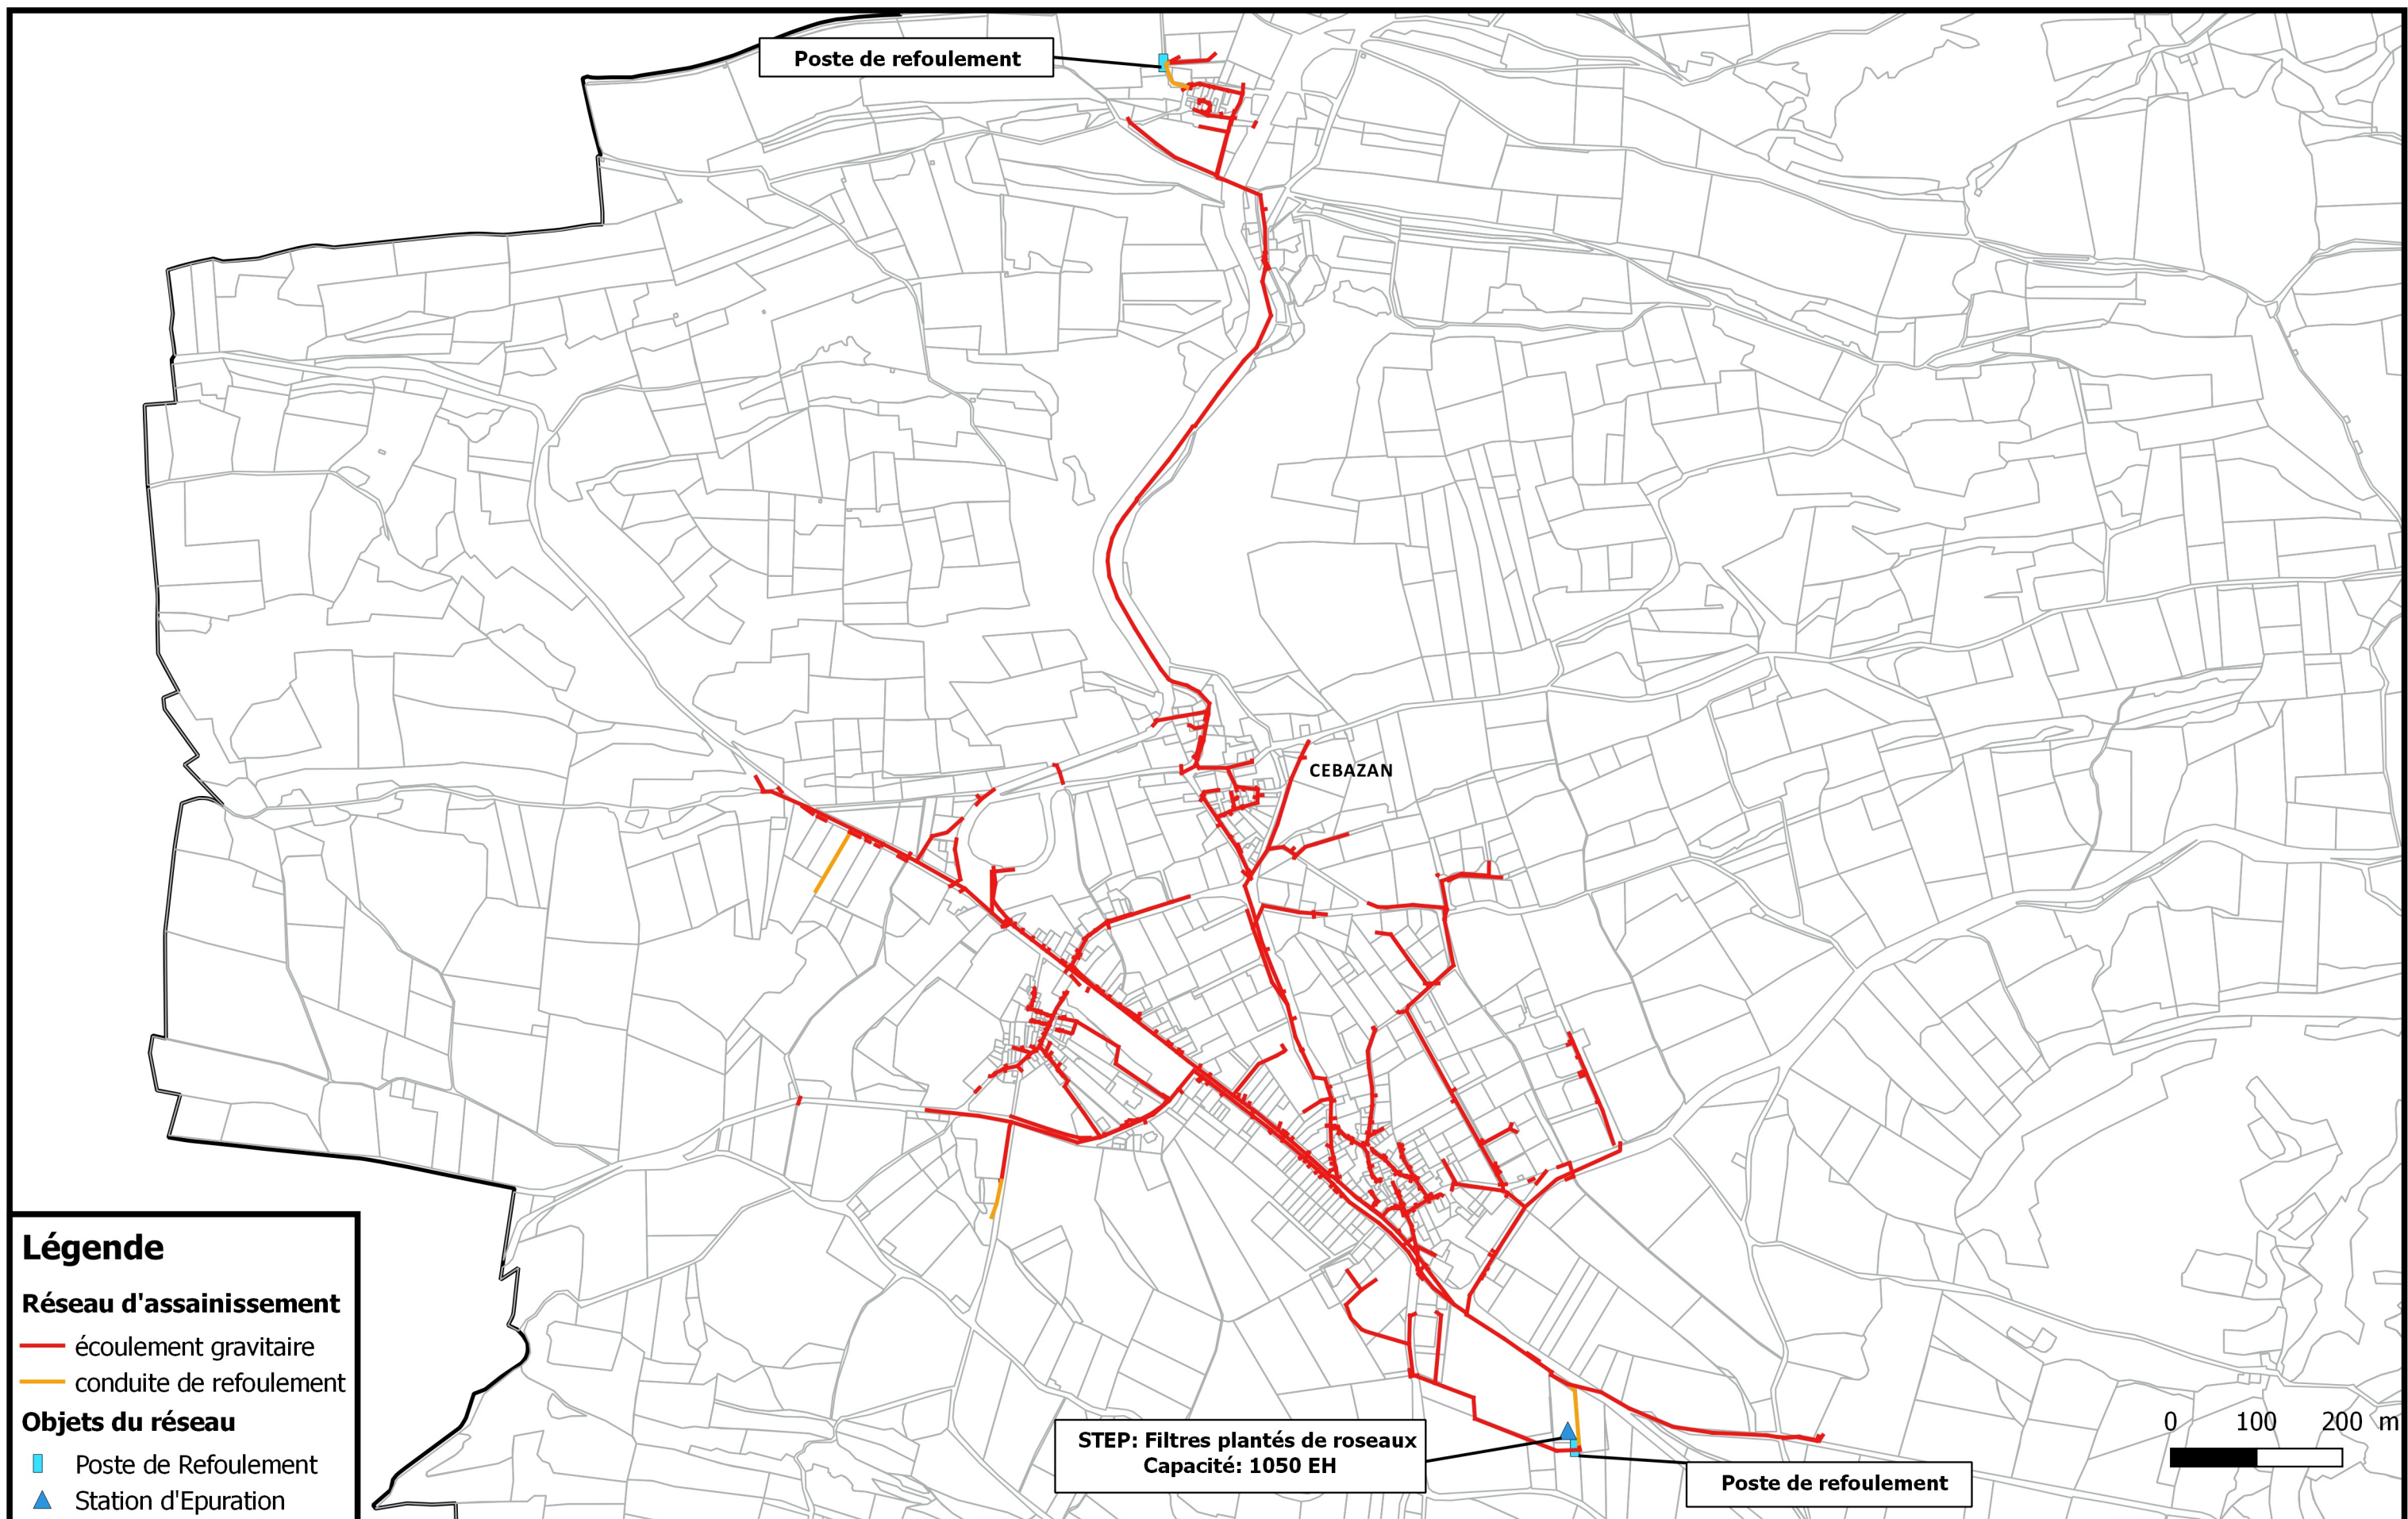 Poste de refoulement
CEBAZAN
Légende
Réseau d'assainissement
écoulement gravitaire
conduite de refoulement
Objets du réseau
Poste de Refoulement
Station d'Epuration
STEP: Filtres plantés de roseaux
Capacité: 1050 EH
Poste de refoulement
0 100 200 m